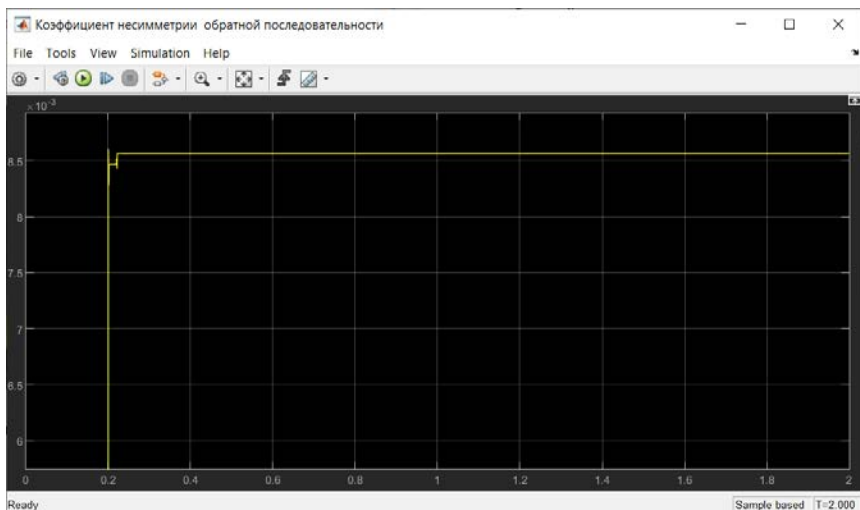 Коэффициент несимметрии обратной последовательности
File Tools View Simulation Help
×10⁻³
8.5
8
7.5
7
6.5
6
0 0.2 0.4 0.6 0.8 1 1.2 1.4 1.6 1.8 2
Ready Sample based T=2.000